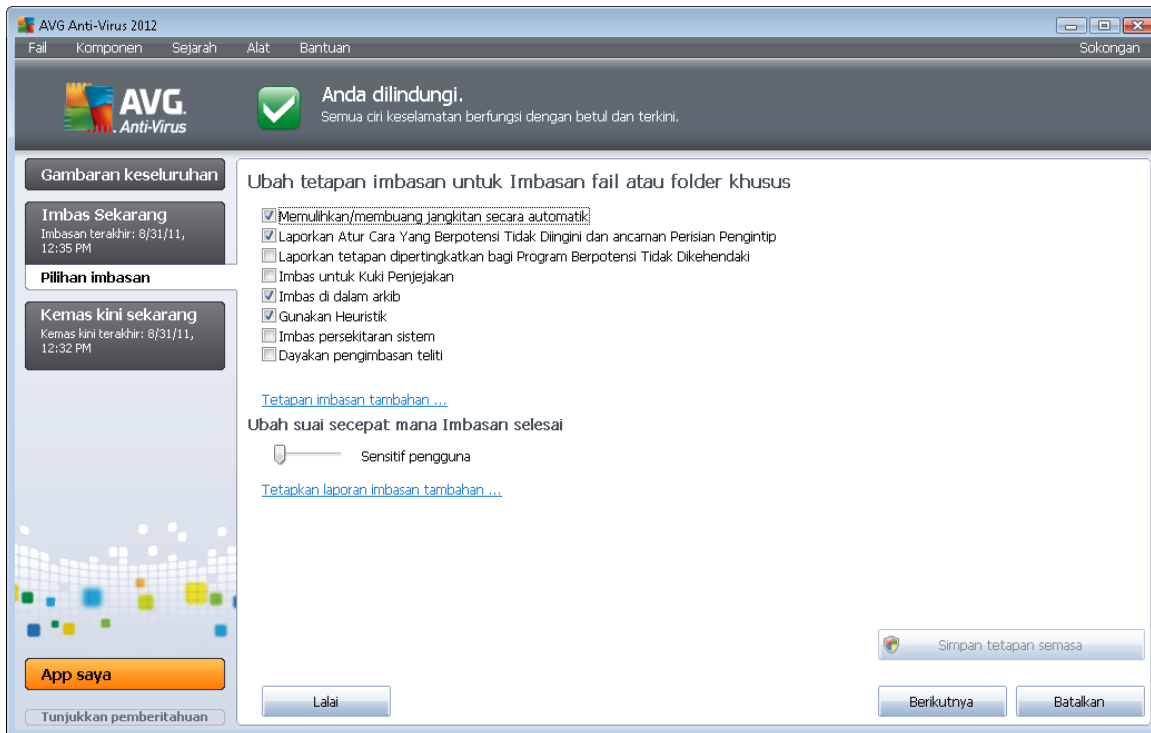 AVG Anti-Virus 2012
Fail Komponen Sejarah Alat Bantuan Sokongan
AVG.
Anti-Virus
Anda dilindungi.
Semua ciri keselamatan berfungsi dengan betul dan terkini.
Gambaran keseluruhan
Imbas Sekarang
Imbasan terakhir: 8/31/11,
12:35 PM
Pilihan imbasan
Kemas kini sekarang
Kemas kini terakhir: 8/31/11,
12:32 PM
App saya
Tunjukkan pemberitahuan
Ubah tetapan imbasan untuk Imbasan fail atau folder khusus
Memulihkan/membuang jangkitan secara automatik
Laporkan Atur Cara Yang Berpotensi Tidak Diingini dan ancaman Perisian Pengintip
Laporkan tetapan dipertingkatkan bagi Program Berpotensi Tidak Dikehendaki
Imbas untuk Kuki Penjejakan
Imbas di dalam arkib
Gunakan Heuristik
Imbas persekitaran sistem
Dayakan pengimbasan teliti
Tetapan imbasan tambahan ...
Ubah suai secepat mana Imbasan selesai
Sensitif pengguna
Tetapkan laporan imbasan tambahan ...
Simpan tetapan semasa
Lalai
Berikutnya
Batalkan